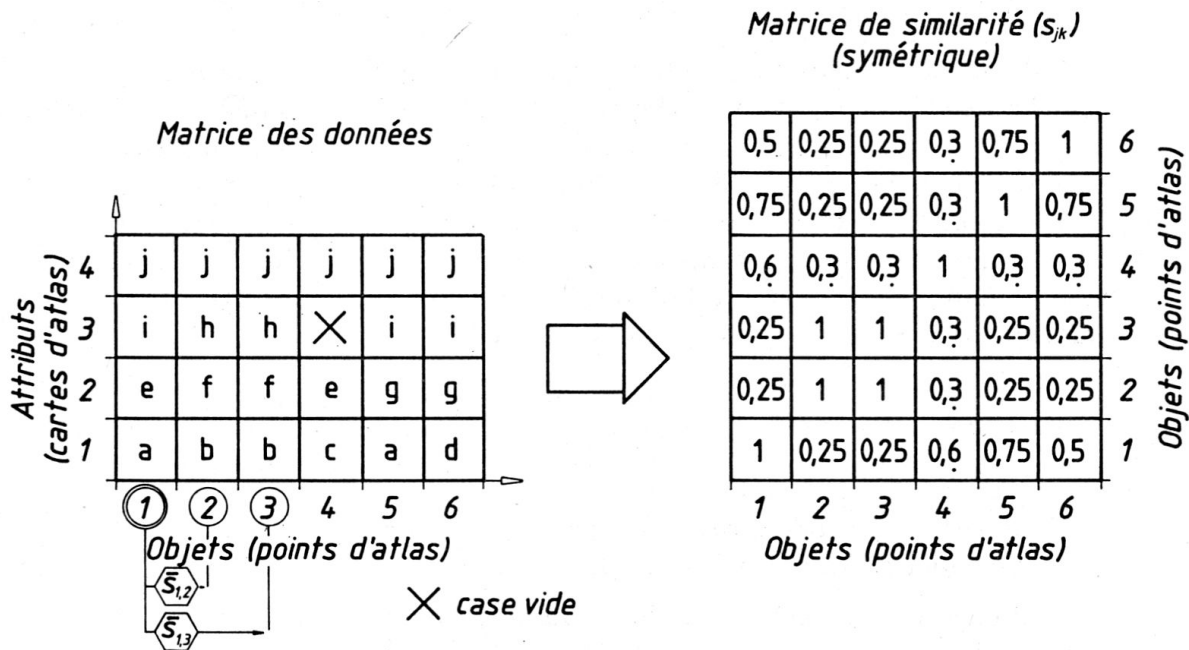 Matrice des données
Attributs
(cartes d'atlas)
4 j j j j j j
3 i h h X i i
2 e f f e g g
1 a b b c a d
1 2 3 4 5 6
Objets (points d'atlas)
s̄1,2
s̄1,3
X case vide
Matrice de similarité (sjk)
(symétrique)
0,5 0,25 0,25 0,3̣ 0,75 1 6
0,75 0,25 0,25 0,3̣ 1 0,75 5
0,6̣ 0,3̣ 0,3̣ 1 0,3̣ 0,3̣ 4
0,25 1 1 0,3̣ 0,25 0,25 3
0,25 1 1 0,3̣ 0,25 0,25 2
1 0,25 0,25 0,6̣ 0,75 0,5 1
1 2 3 4 5 6
Objets (points d'atlas)
Objets (points d'atlas)